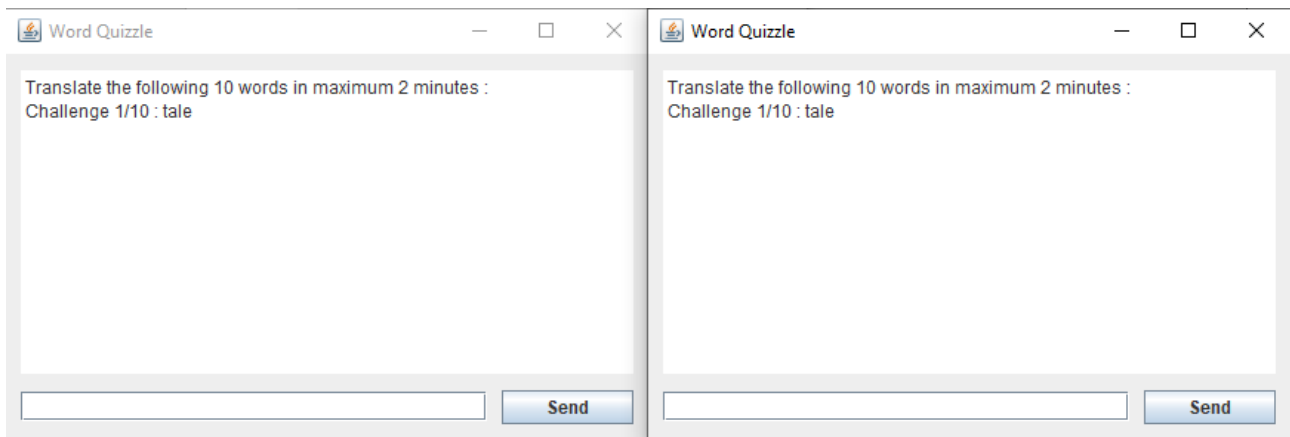 Word Quizzle
Translate the following 10 words in maximum 2 minutes :
Challenge 1/10 : tale
Send
Word Quizzle
Translate the following 10 words in maximum 2 minutes :
Challenge 1/10 : tale
Send